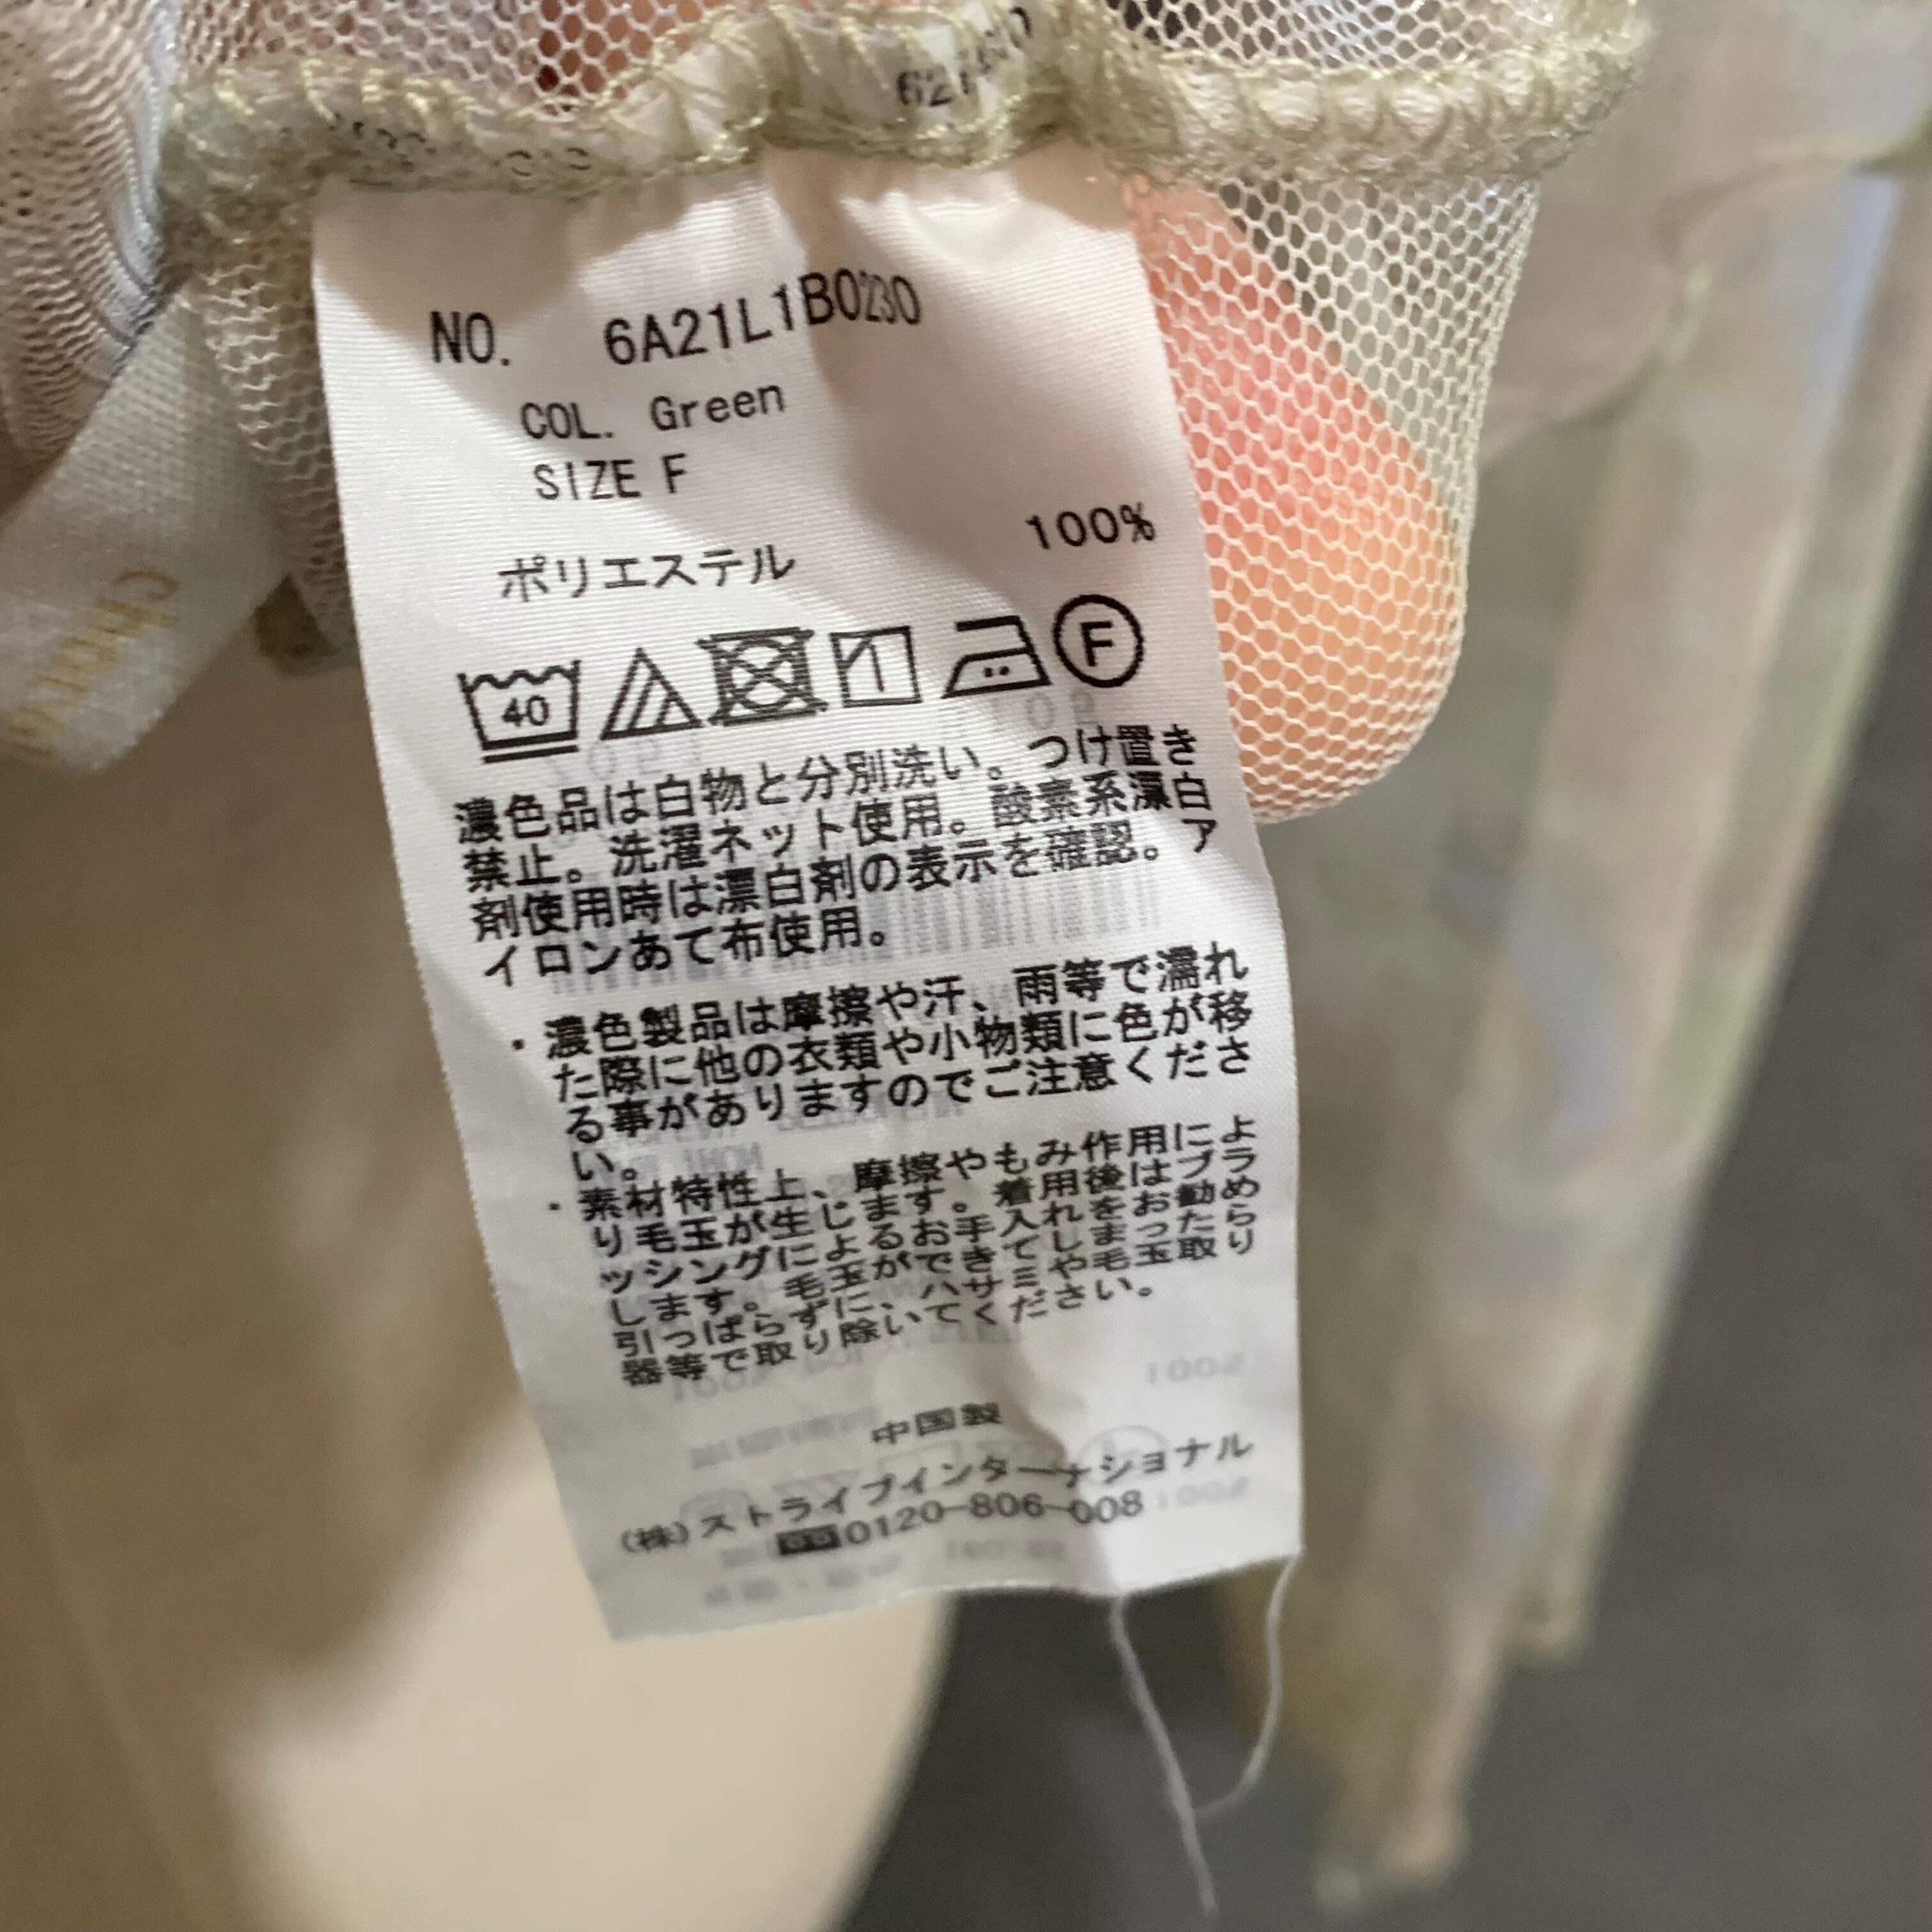 NO. 6A21L1B0230
COL. Green
SIZE F
ポリエステル 100%
40
F
濃色品は白物と分別洗い。つけ置き
禁止。洗濯ネット使用。酸素系漂白
剤使用時は漂白剤の表示を確認。ア
イロンあて布使用。
・濃色製品は摩擦や汗、雨等で濡れ
た際に他の衣類や小物類に色が移
る事がありますのでご注意くださ
い。
・素材特性上、摩擦やもみ作用によ
り毛玉が生じます。着用後はブラ
ッシングによるお手入れをお勧め
します。毛玉ができてしまったら
引っぱらずに、ハサミや毛玉取り
器等で取り除いてください。
中国製
(株)ストライプインターナショナル
0120-806-008